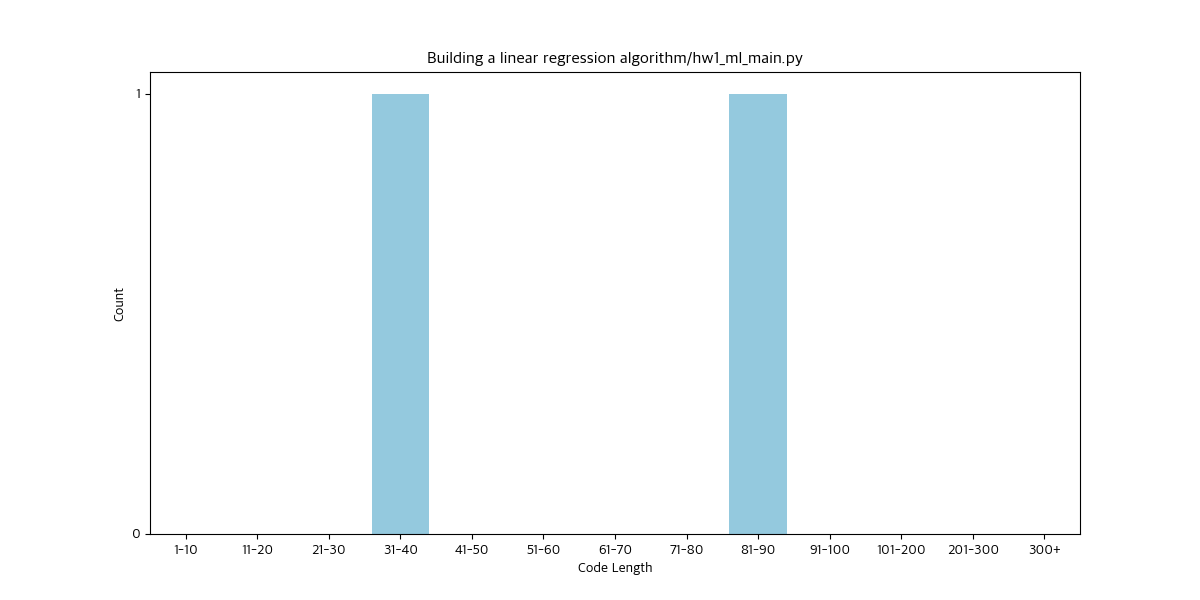 Building a linear regression algorithm/hw1_ml_main.py
1
Count
0
1-10 11-20 21-30 31-40 41-50 51-60 61-70 71-80 81-90 91-100 101-200 201-300 300+
Code Length